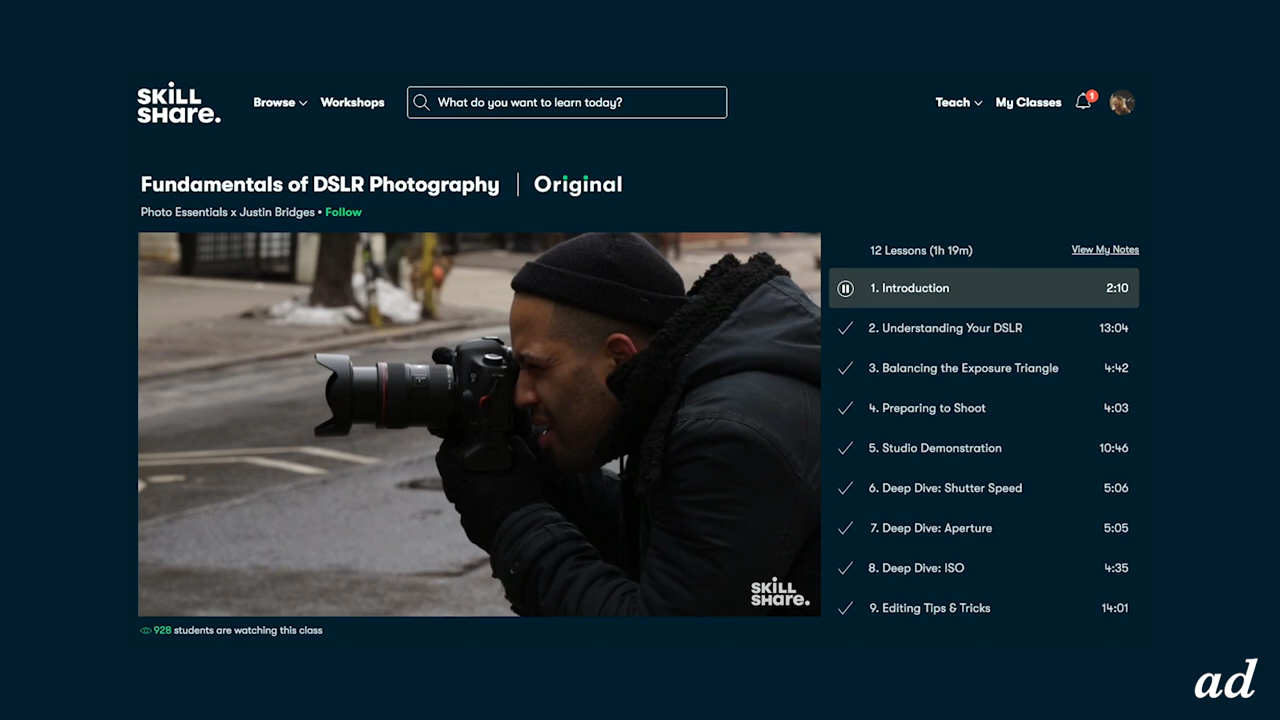 SKILL
SHARE.
Browse
Workshops
What do you want to learn today?
Teach
My Classes
1
Fundamentals of DSLR Photography | Original
Photo Essentials x Justin Bridges • Follow
12 Lessons (1h 19m)
View My Notes
1. Introduction 2:10
2. Understanding Your DSLR 13:04
3. Balancing the Exposure Triangle 4:42
4. Preparing to Shoot 4:03
5. Studio Demonstration 10:46
6. Deep Dive: Shutter Speed 5:06
7. Deep Dive: Aperture 5:05
8. Deep Dive: ISO 4:35
9. Editing Tips & Tricks 14:01
SKILL
SHARE.
928 students are watching this class
ad